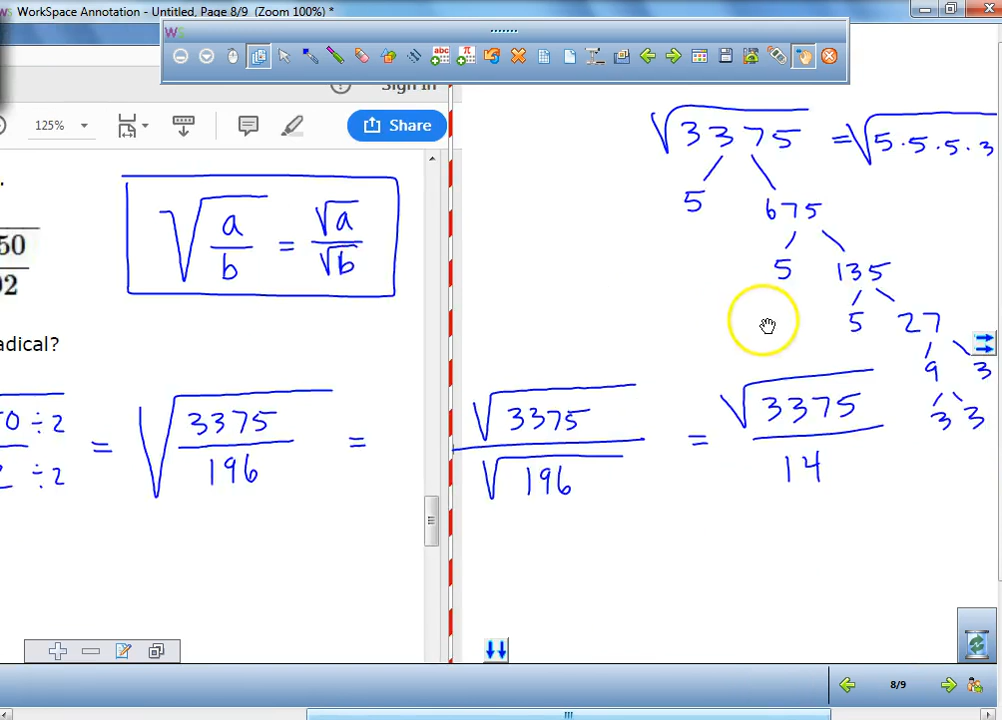 WorkSpace Annotation - Untitled, Page 8/9 (Zoom 100%) *
Sign In
125%
Share
√3375 = √5·5·5·3
5 675
5 135
5 27
9 3
3 3
√(a/b) = √a/√b
50
92
adical?
0 ÷2 / 2 ÷2 = √(3375/196) = √3375/√196 = √3375/14
8/9